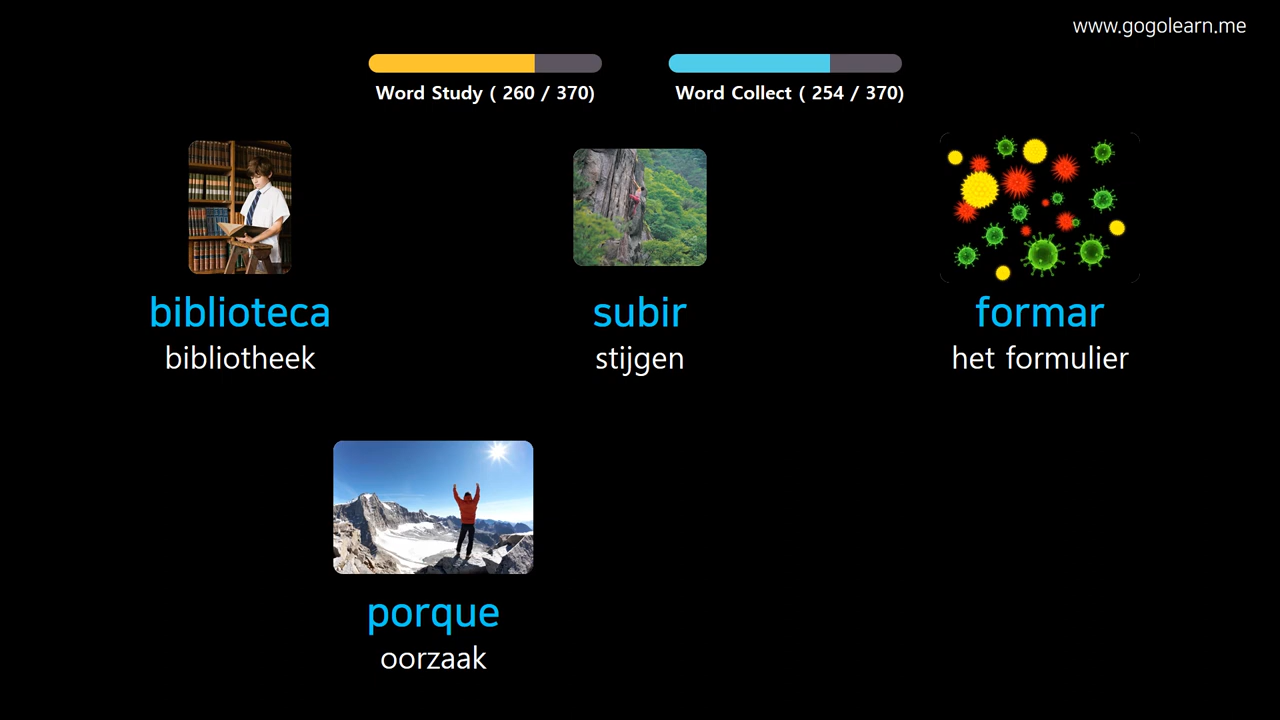 www.gogolearn.me
Word Study ( 260 / 370)
Word Collect ( 254 / 370)
biblioteca
bibliotheek
subir
stijgen
formar
het formulier
porque
oorzaak